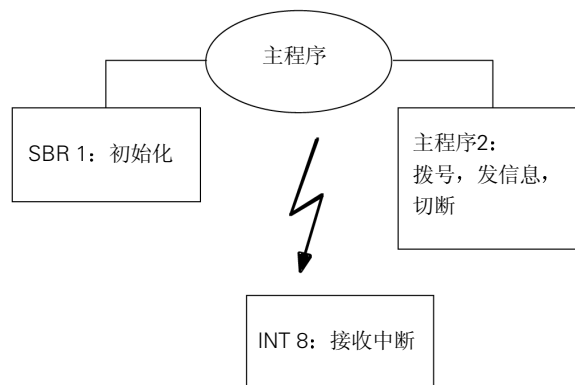 主程序
SBR 1：初始化
主程序2：
拨号，发信息，
切断
INT 8：接收中断